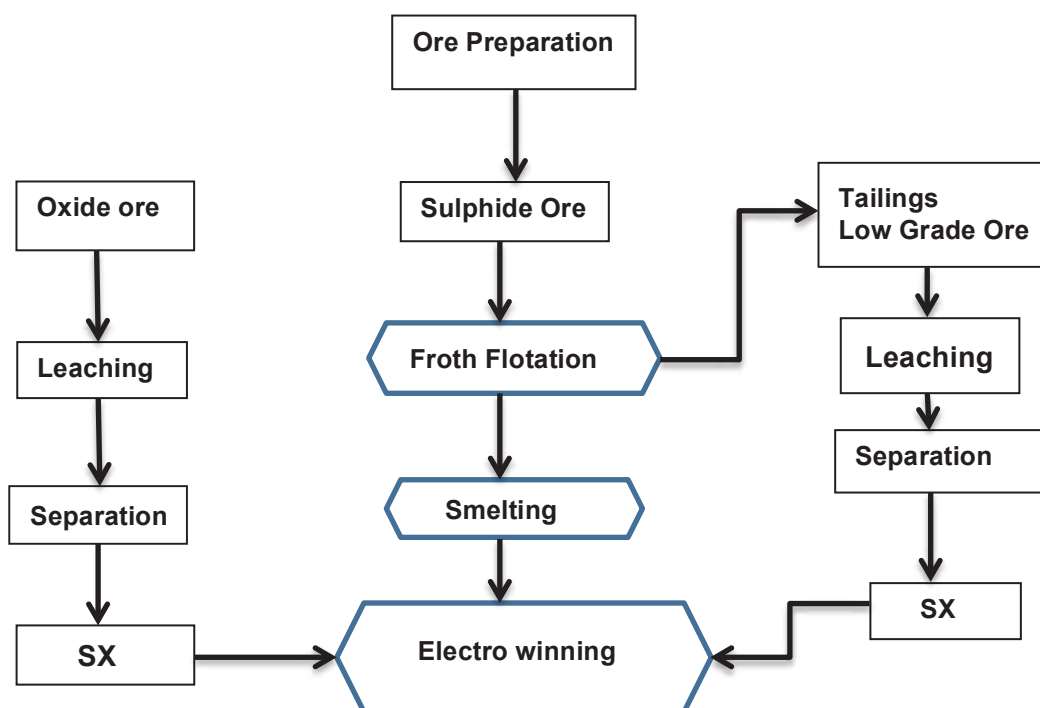 Ore Preparation
Oxide ore
Sulphide Ore
Tailings
Low Grade Ore
Leaching
Froth Flotation
Leaching
Separation
Smelting
Separation
SX
Electro winning
SX